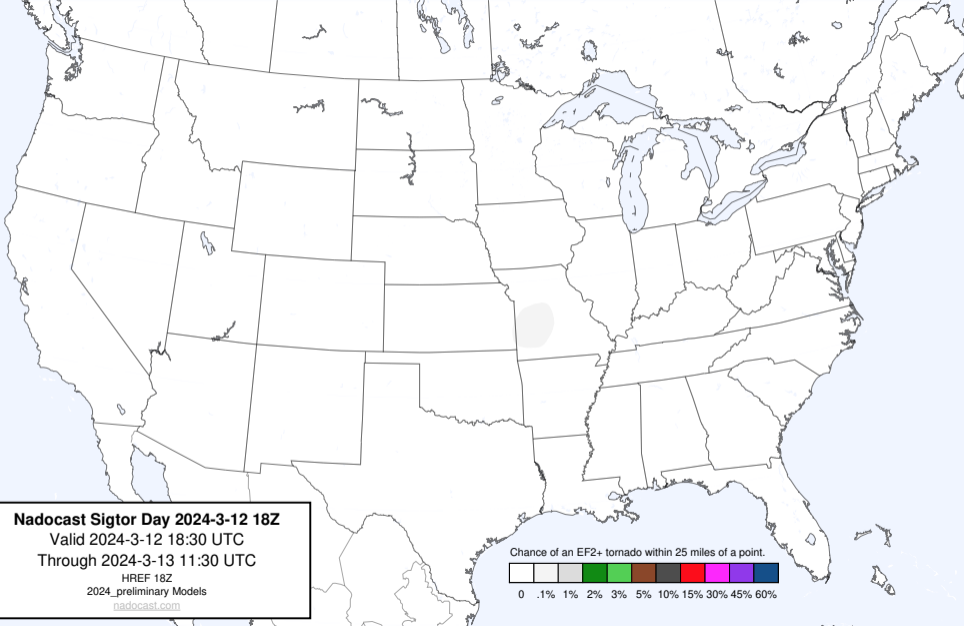 Nadocast Sigtor Day 2024-3-12 18Z
Valid 2024-3-12 18:30 UTC
Through 2024-3-13 11:30 UTC
HREF 18Z
2024_preliminary Models
nadocast.com
Chance of an EF2+ tornado within 25 miles of a point.
0 .1% 1% 2% 3% 5% 10% 15% 30% 45% 60%